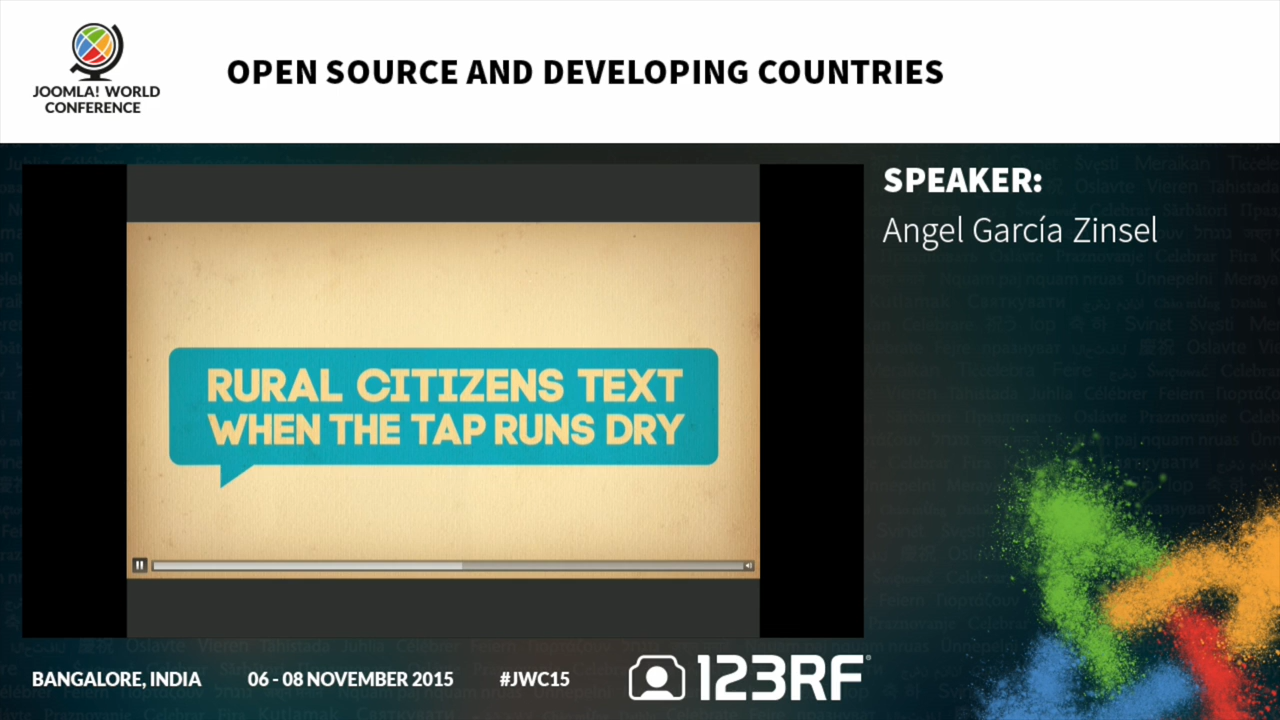 JOOMLA! WORLD
CONFERENCE
OPEN SOURCE AND DEVELOPING COUNTRIES
RURAL CITIZENS TEXT
WHEN THE TAP RUNS DRY
SPEAKER:
Angel García Zinsel
BANGALORE, INDIA
06 - 08 NOVEMBER 2015
#JWC15
123RF®